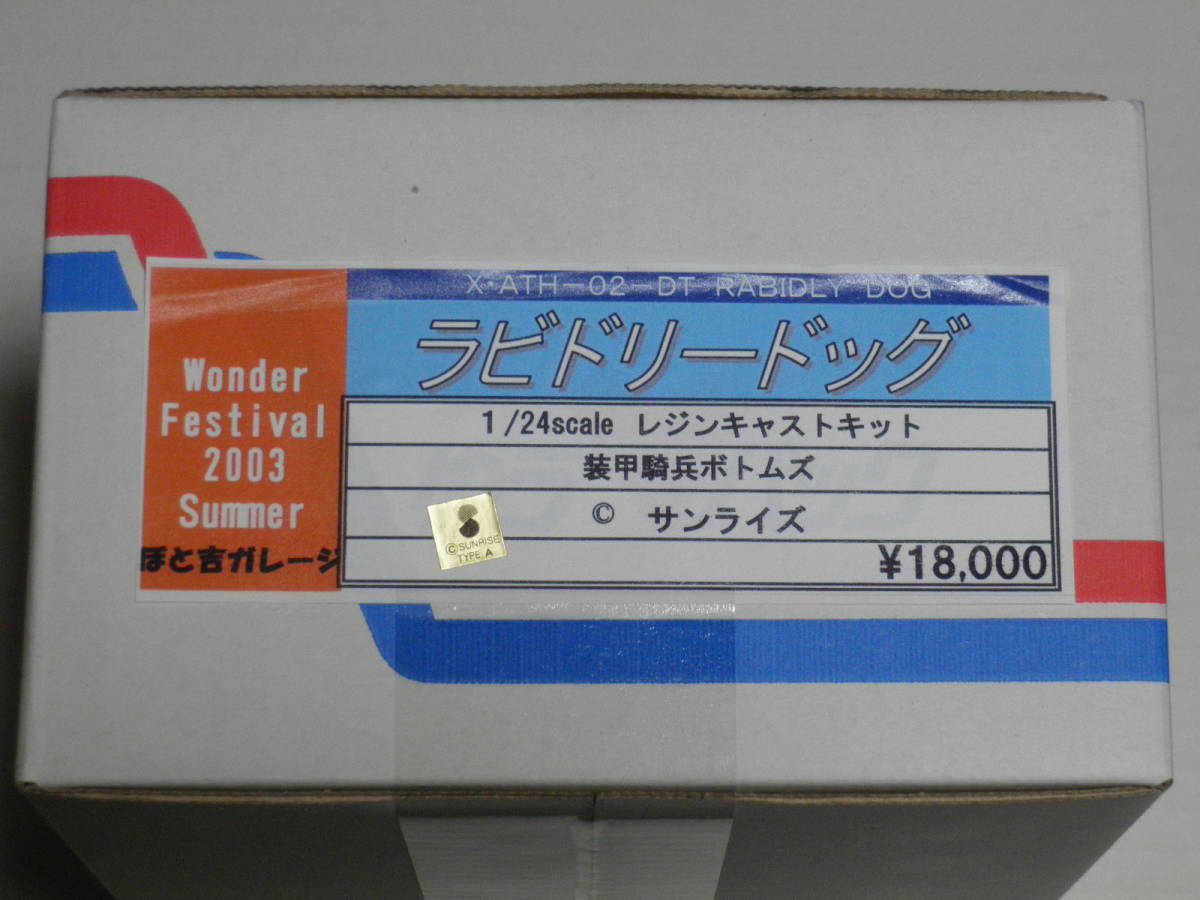 X・ATH－02－DT RABIDLY DOG
ラビドリードッグ
Wonder
Festival
2003
Summer
ぽと吉ガレージ
1/24scale レジンキャストキット
装甲騎兵ボトムズ
© サンライズ
©SUNRISE
TYPE A
¥18,000